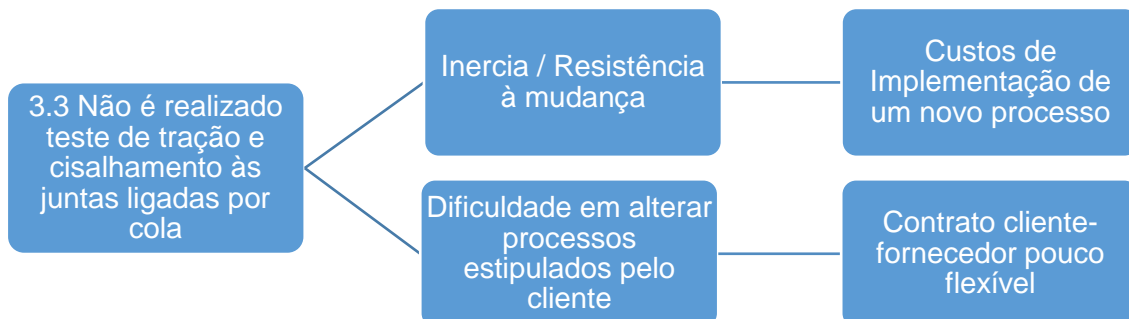 3.3 Não é realizado
teste de tração e
cisalhamento às
juntas ligadas por
cola
Inercia / Resistência
à mudança
Custos de
Implementação de
um novo processo
Dificuldade em alterar
processos
estipulados pelo
cliente
Contrato cliente-
fornecedor pouco
flexível